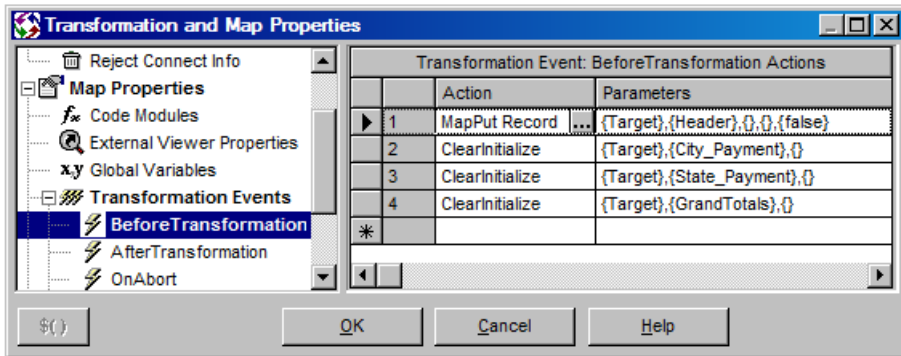 Transformation and Map Properties
Reject Connect Info
Map Properties
fx Code Modules
External Viewer Properties
x,y Global Variables
Transformation Events
BeforeTransformation
AfterTransformation
OnAbort
Transformation Event: BeforeTransformation Actions
Action Parameters
1 MapPut Record ... {Target},{Header},{},{},{false}
2 ClearInitialize {Target},{City_Payment},{}
3 ClearInitialize {Target},{State_Payment},{}
4 ClearInitialize {Target},{GrandTotals},{}
*
$( ) OK Cancel Help